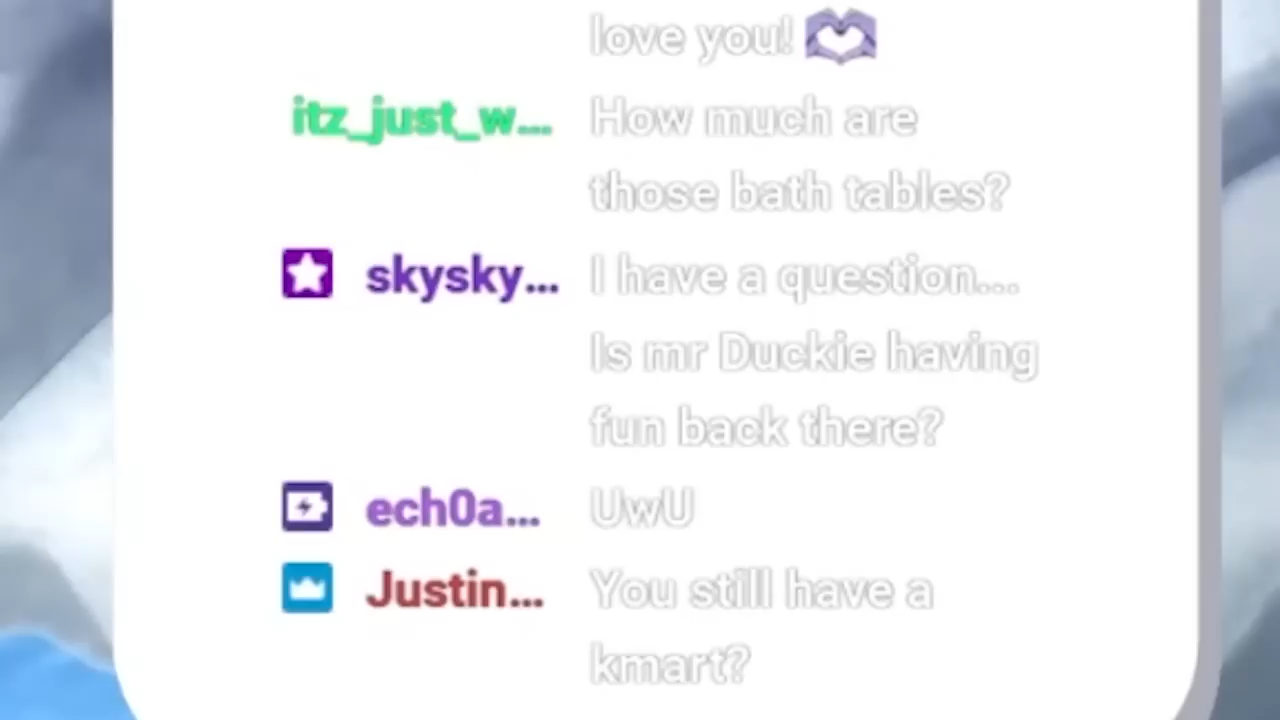 love you! 🫶
itz_just_w... How much are
those bath tables?
skysky... I have a question...
Is mr Duckie having
fun back there?
ech0a... UwU
Justin... You still have a
kmart?